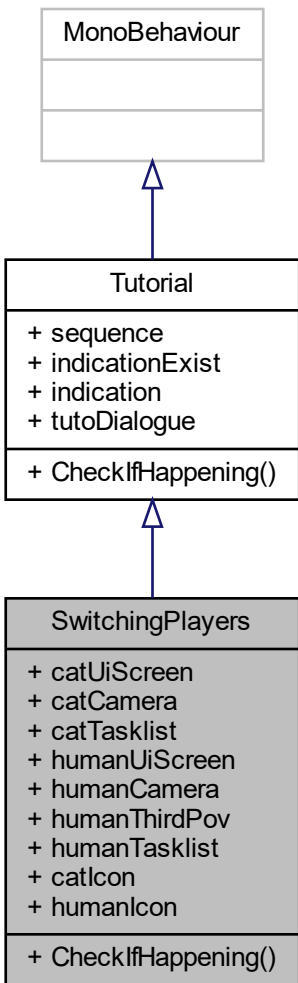 MonoBehaviour
Tutorial
+ sequence
+ indicationExist
+ indication
+ tutoDialogue
+ CheckIfHappening()
SwitchingPlayers
+ catUiScreen
+ catCamera
+ catTasklist
+ humanUiScreen
+ humanCamera
+ humanThirdPov
+ humanTasklist
+ catIcon
+ humanIcon
+ CheckIfHappening()